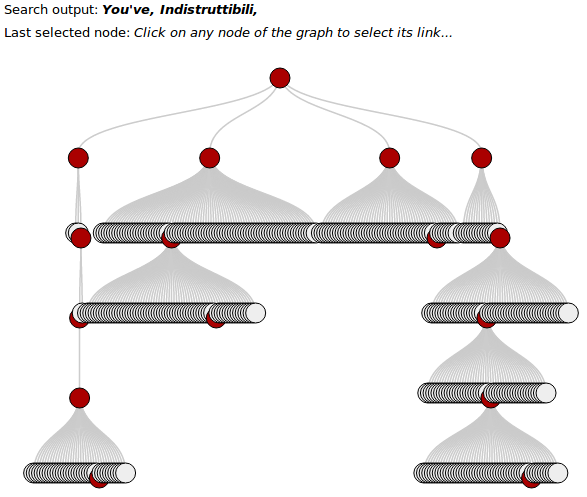 Search output: You've, Indistruttibili,
Last selected node: Click on any node of the graph to select its link...